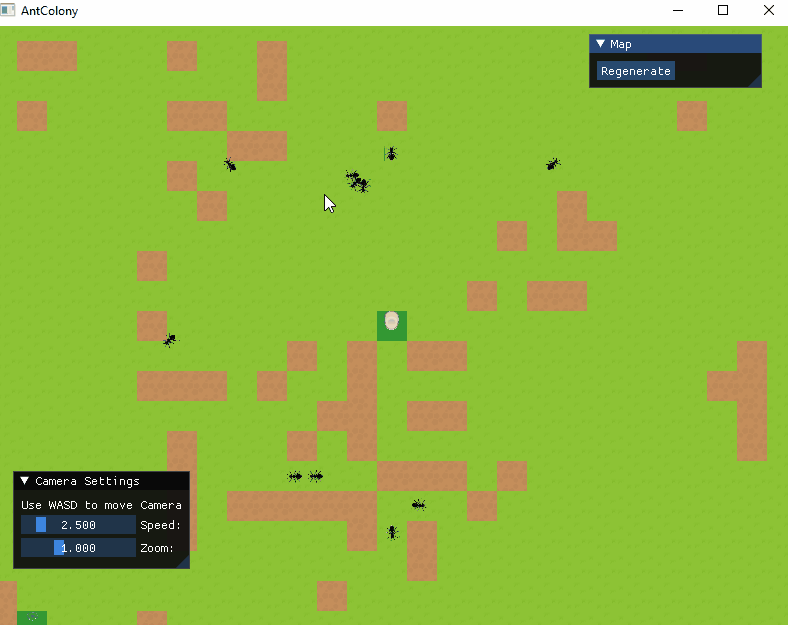 AntColony
Map
Regenerate
Camera Settings
Use WASD to move Camera
2.500 Speed:
1.000 Zoom: